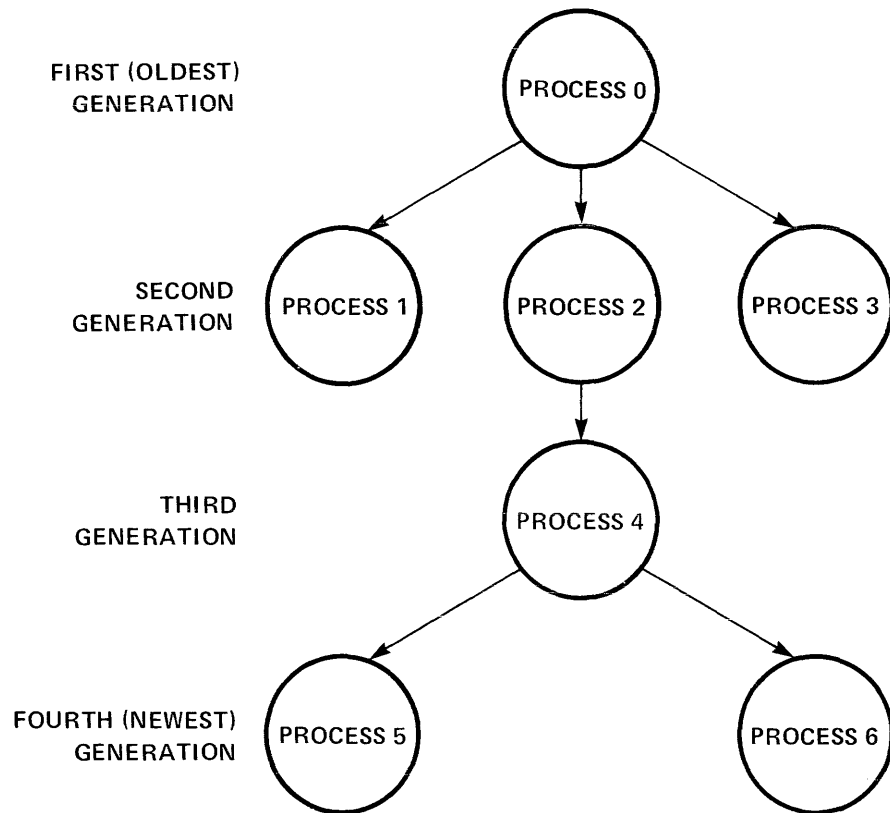 FIRST (OLDEST)
GENERATION
PROCESS 0
SECOND
GENERATION
PROCESS 1
PROCESS 2
PROCESS 3
THIRD
GENERATION
PROCESS 4
FOURTH (NEWEST)
GENERATION
PROCESS 5
PROCESS 6